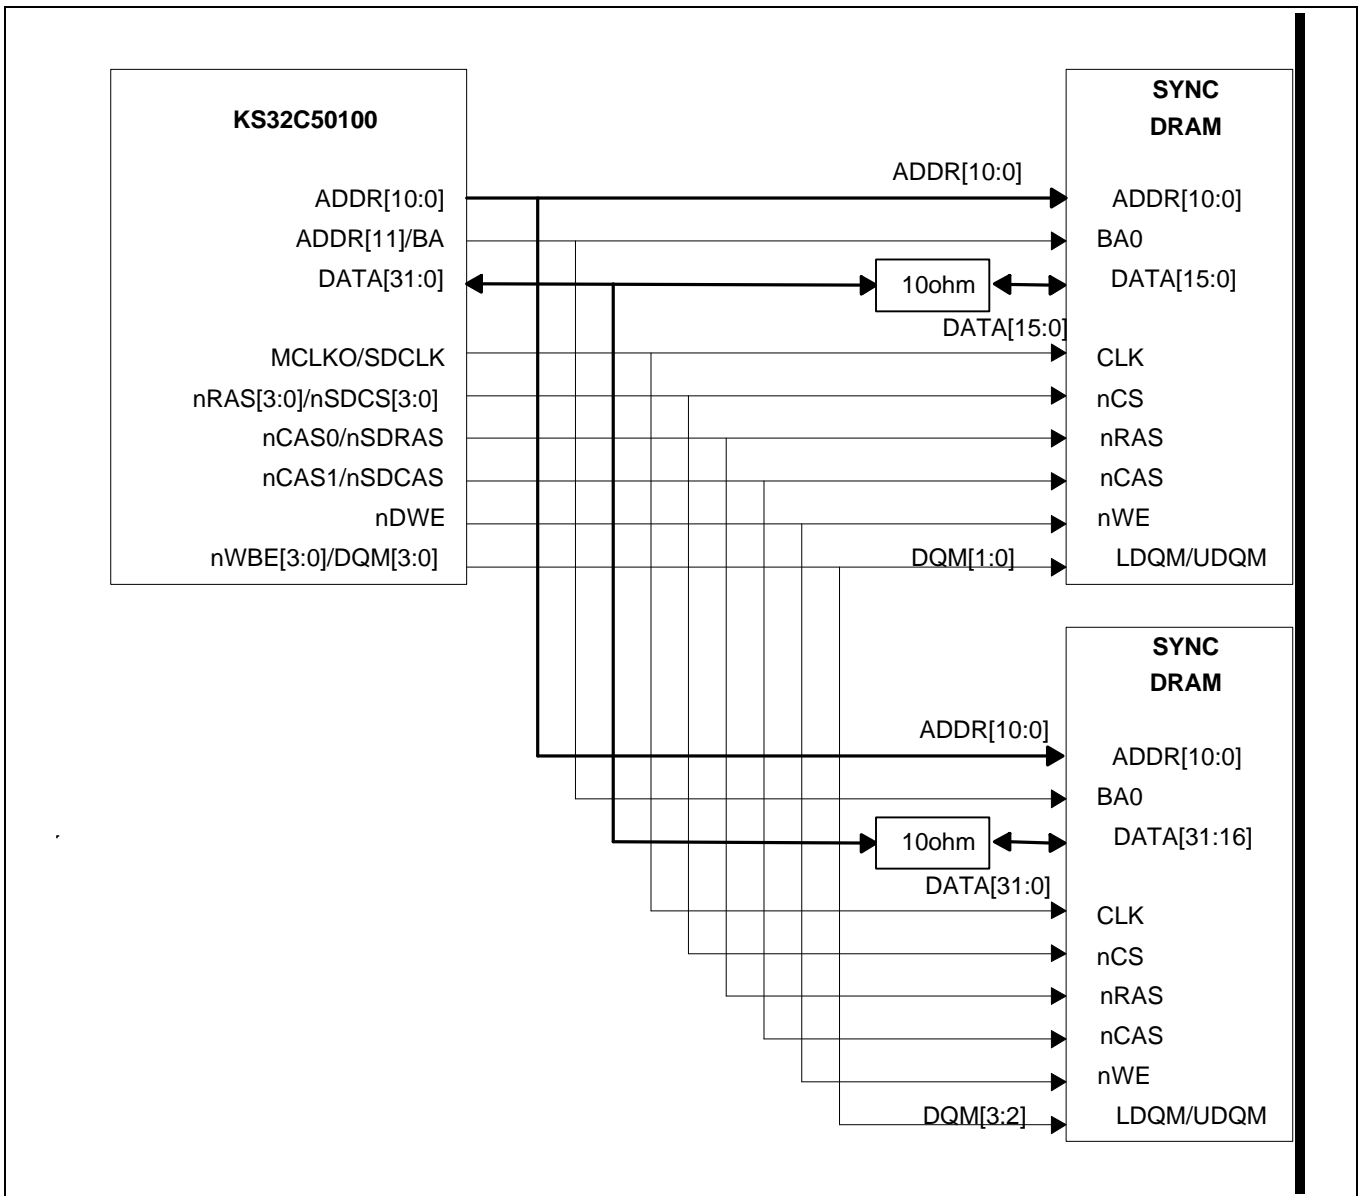 KS32C50100
ADDR[10:0]
ADDR[11]/BA
DATA[31:0]
MCLKO/SDCLK
nRAS[3:0]/nSDCS[3:0]
nCAS0/nSDRAS
nCAS1/nSDCAS
nDWE
nWBE[3:0]/DQM[3:0]
ADDR[10:0]
10ohm
DATA[15:0]
DQM[1:0]
SYNC
DRAM
ADDR[10:0]
BA0
DATA[15:0]
CLK
nCS
nRAS
nCAS
nWE
LDQM/UDQM
ADDR[10:0]
10ohm
DATA[31:0]
DQM[3:2]
SYNC
DRAM
ADDR[10:0]
BA0
DATA[31:16]
CLK
nCS
nRAS
nCAS
nWE
LDQM/UDQM